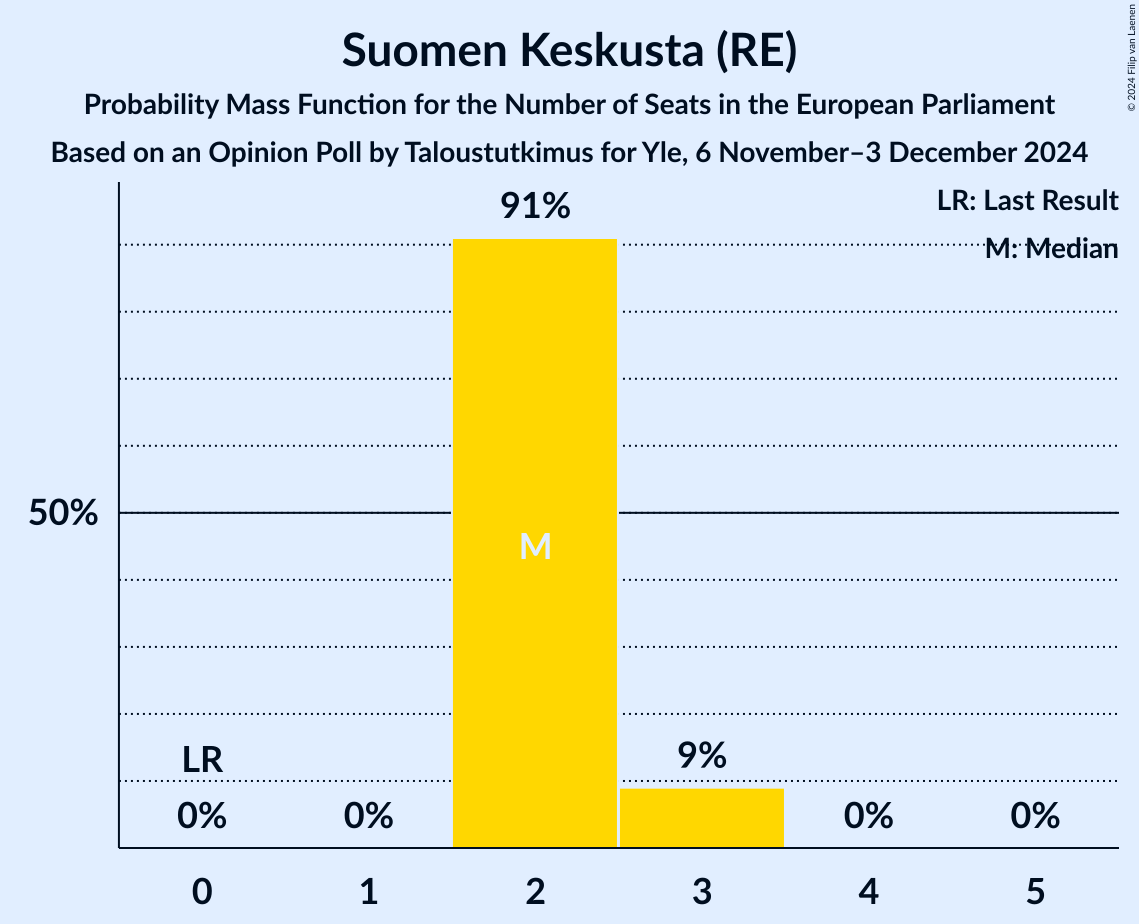 Suomen Keskusta (RE)
Probability Mass Function for the Number of Seats in the European Parliament
Based on an Opinion Poll by Taloustutkimus for Yle, 6 November–3 December 2024
© 2024 Filip van Laenen
LR: Last Result
M: Median
91%
50%
M
LR
9%
0%
0%
0%
0%
0
1
2
3
4
5